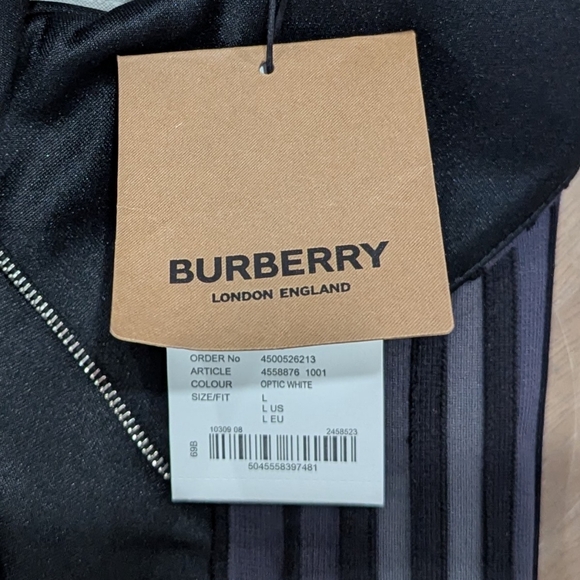 BURBERRY
LONDON ENGLAND
ORDER No 4500526213
ARTICLE 4558876 1001
COLOUR OPTIC WHITE
SIZE/FIT L
L US
L EU
10309 08 2458523
69B
5045558397481